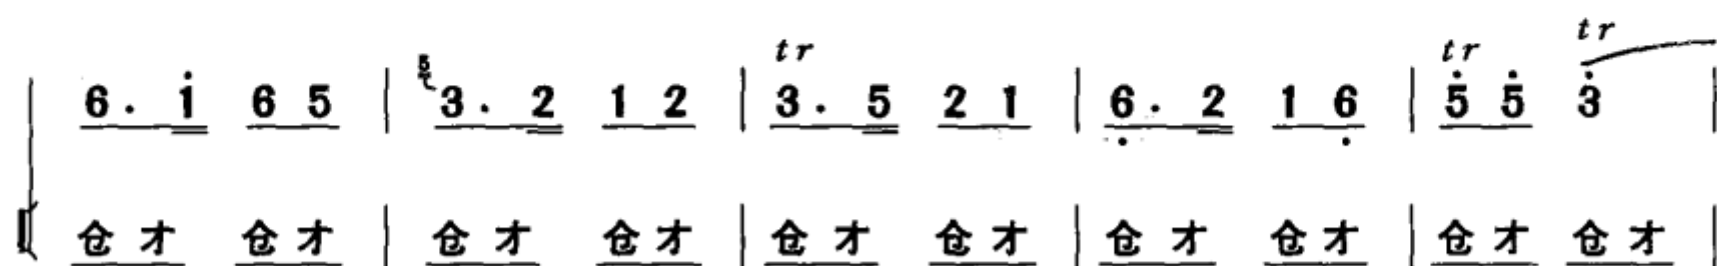 tr tr tr
6. i 6 5 | 5 3. 2 1 2 | 3. 5 2 1 | 6. 2 1 6 | 5 5 3 |
仓才 仓才 | 仓才 仓才 | 仓才 仓才 | 仓才 仓才 | 仓才 仓才 |